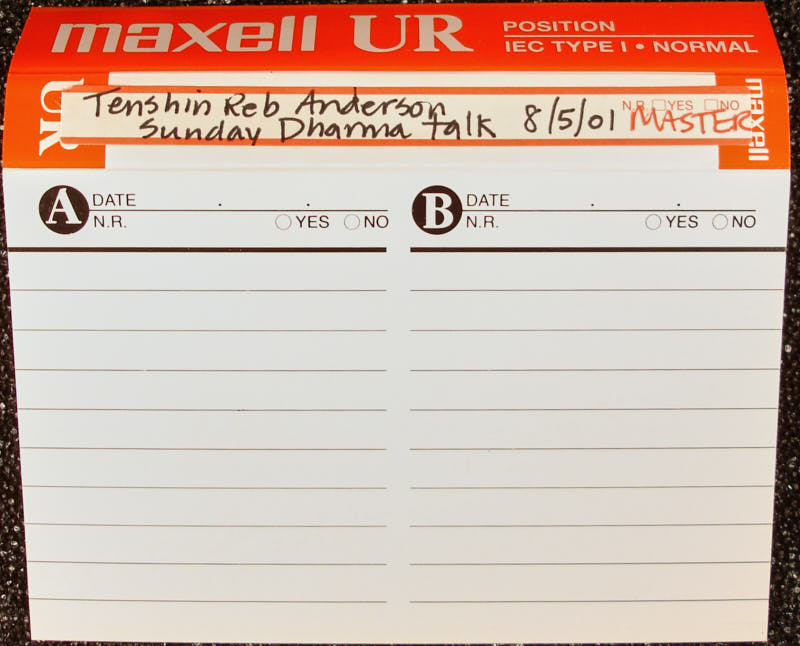 maxell UR POSITION
IEC TYPE I • NORMAL
UR
Tenshin Reb Anderson
Sunday Dharma talk 8/5/01 MASTER
N.R. YES NO
maxell
A DATE . .
N.R. YES NO
B DATE . .
N.R. YES NO